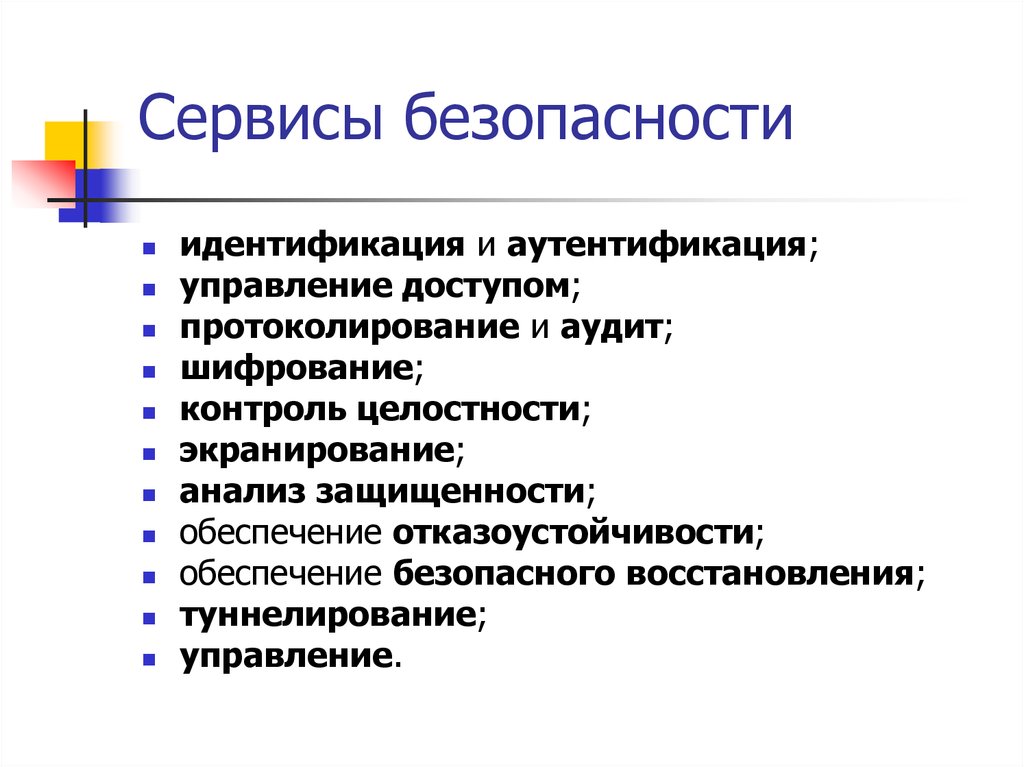 Сервисы безопасности
идентификация и аутентификация;
управление доступом;
протоколирование и аудит;
шифрование;
контроль целостности;
экранирование;
анализ защищенности;
обеспечение отказоустойчивости;
обеспечение безопасного восстановления;
туннелирование;
управление.